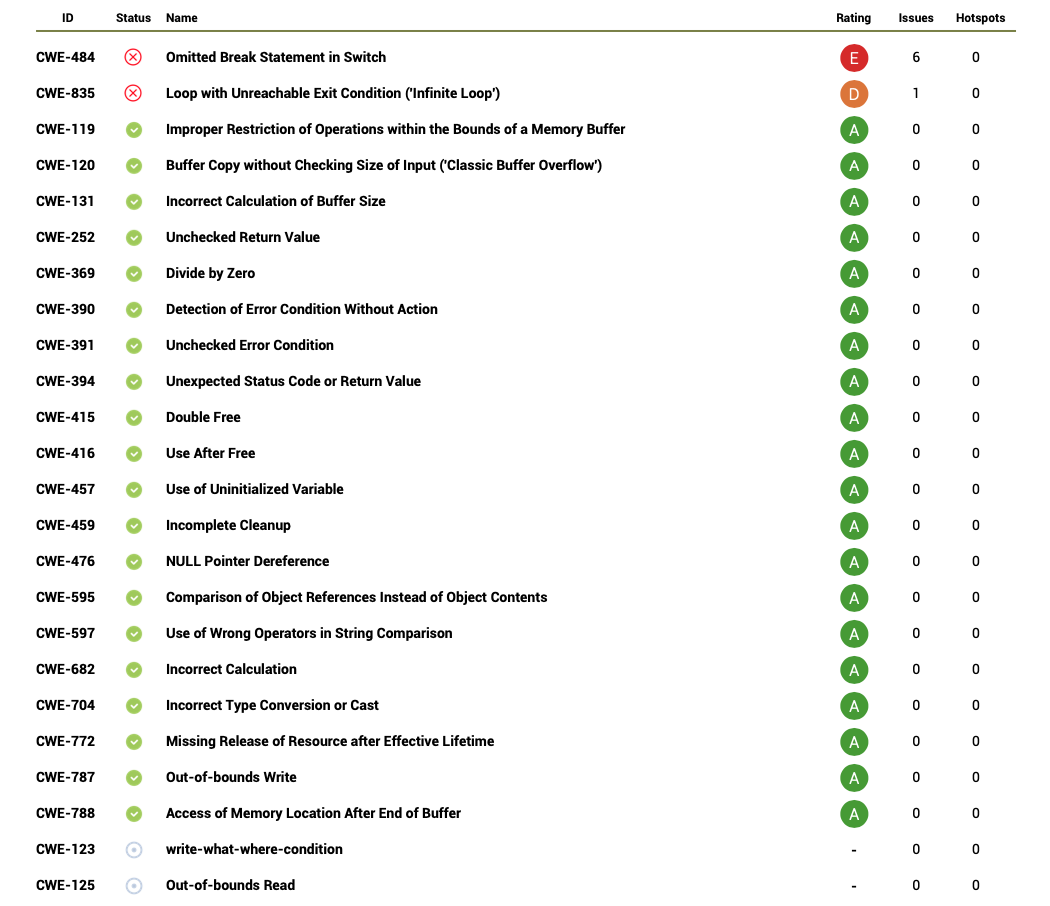 ID Status Name Rating Issues Hotspots
CWE-484 Omitted Break Statement in Switch E 6 0
CWE-835 Loop with Unreachable Exit Condition ('Infinite Loop') D 1 0
CWE-119 Improper Restriction of Operations within the Bounds of a Memory Buffer A 0 0
CWE-120 Buffer Copy without Checking Size of Input ('Classic Buffer Overflow') A 0 0
CWE-131 Incorrect Calculation of Buffer Size A 0 0
CWE-252 Unchecked Return Value A 0 0
CWE-369 Divide by Zero A 0 0
CWE-390 Detection of Error Condition Without Action A 0 0
CWE-391 Unchecked Error Condition A 0 0
CWE-394 Unexpected Status Code or Return Value A 0 0
CWE-415 Double Free A 0 0
CWE-416 Use After Free A 0 0
CWE-457 Use of Uninitialized Variable A 0 0
CWE-459 Incomplete Cleanup A 0 0
CWE-476 NULL Pointer Dereference A 0 0
CWE-595 Comparison of Object References Instead of Object Contents A 0 0
CWE-597 Use of Wrong Operators in String Comparison A 0 0
CWE-682 Incorrect Calculation A 0 0
CWE-704 Incorrect Type Conversion or Cast A 0 0
CWE-772 Missing Release of Resource after Effective Lifetime A 0 0
CWE-787 Out-of-bounds Write A 0 0
CWE-788 Access of Memory Location After End of Buffer A 0 0
CWE-123 write-what-where-condition - 0 0
CWE-125 Out-of-bounds Read - 0 0